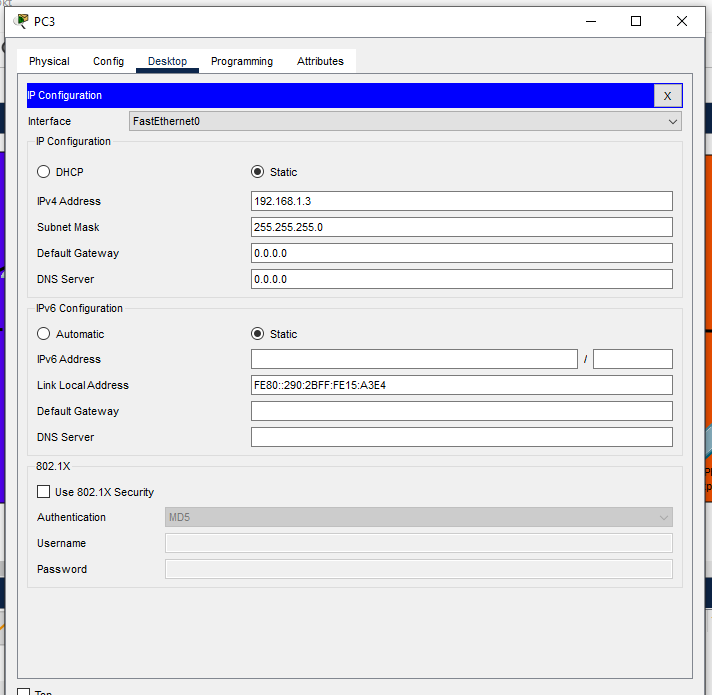 PC3
Physical Config Desktop Programming Attributes
IP Configuration X
Interface FastEthernet0
IP Configuration
DHCP Static
IPv4 Address 192.168.1.3
Subnet Mask 255.255.255.0
Default Gateway 0.0.0.0
DNS Server 0.0.0.0
IPv6 Configuration
Automatic Static
IPv6 Address /
Link Local Address FE80::290:2BFF:FE15:A3E4
Default Gateway
DNS Server
802.1X
Use 802.1X Security
Authentication MD5
Username
Password
Top